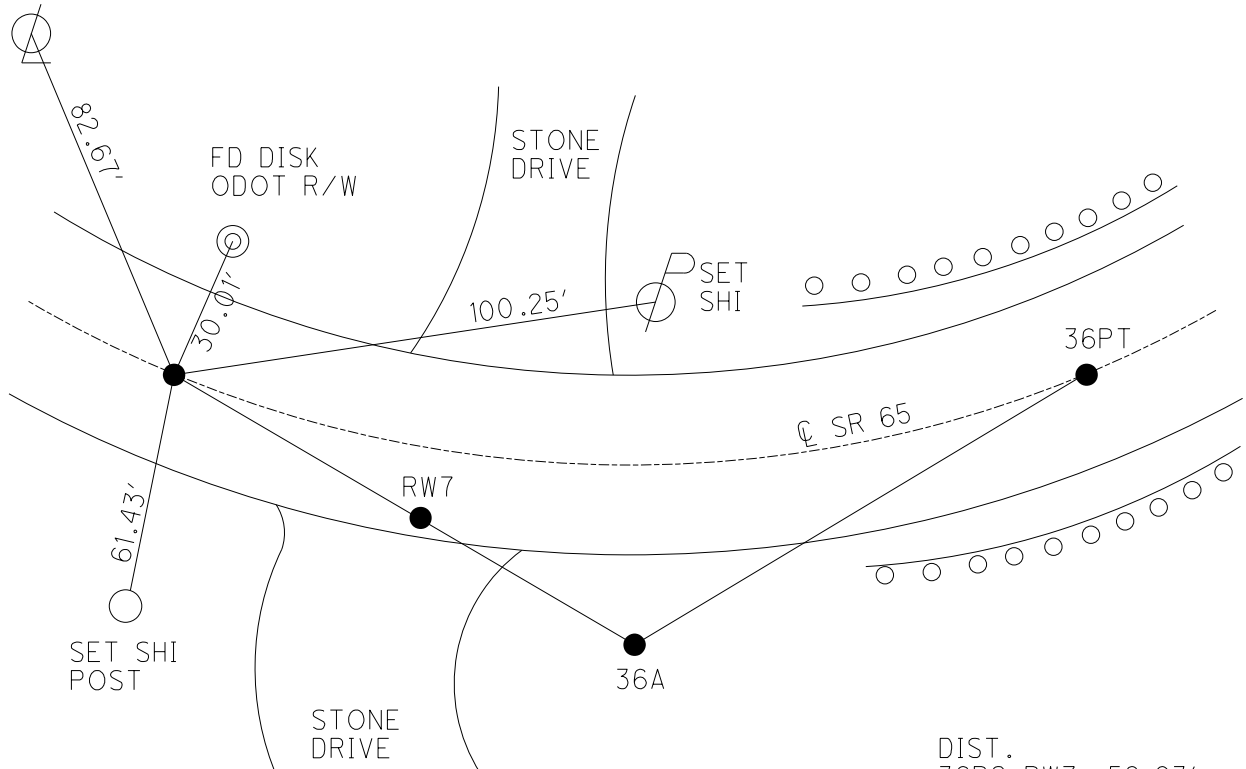 82.67'
FD DISK
ODOT R/W
STONE
DRIVE
30.01'
100.25'
SET
SHI
36PT
℄ SR 65
RW7
61.43'
SET SHI
POST
36A
STONE
DRIVE
DIST.